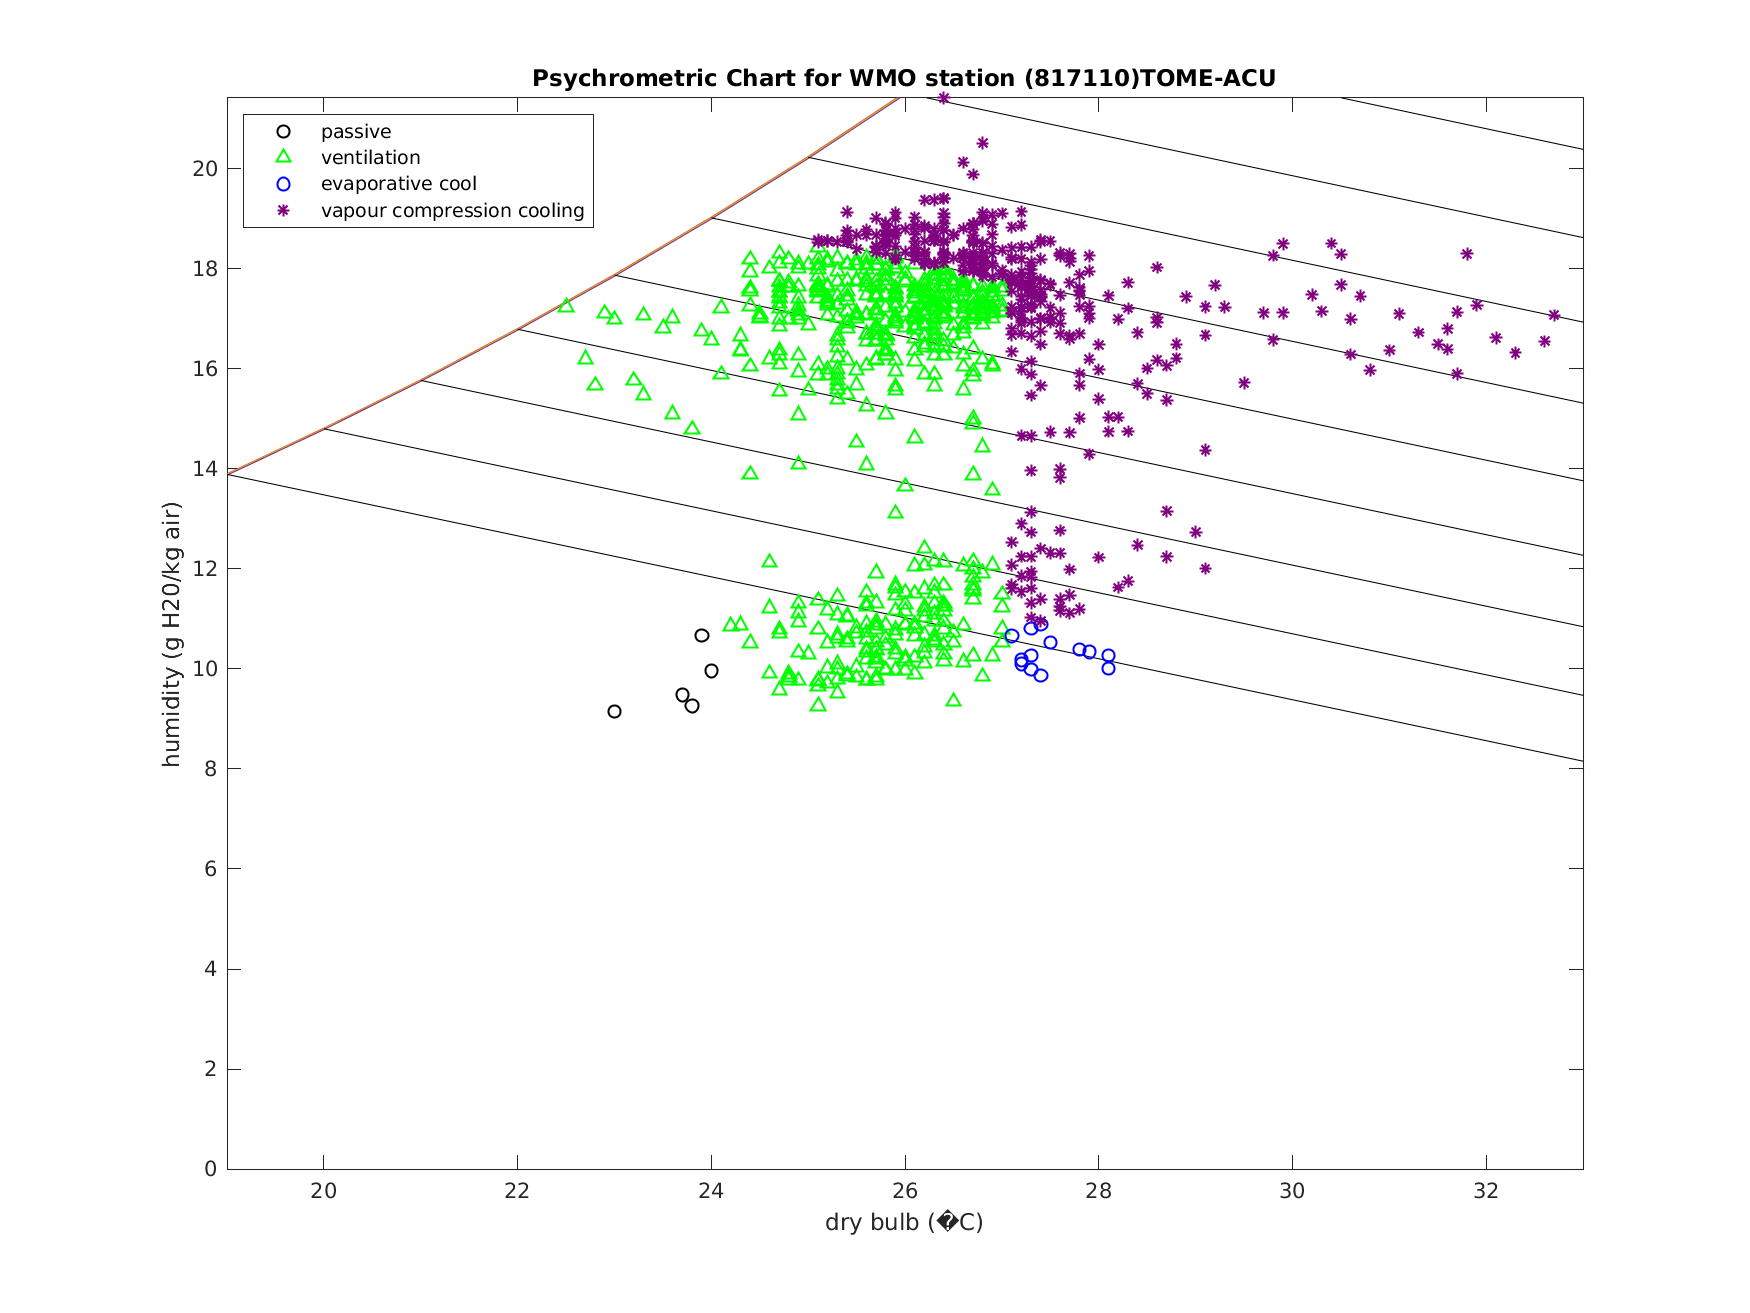 Psychrometric Chart for WMO station (817110)TOME-ACU
passive
ventilation
evaporative cool
vapour compression cooling
humidity (g H20/kg air)
20
18
16
14
12
10
8
6
4
2
0
20 22 24 26 28 30 32
dry bulb (�C)